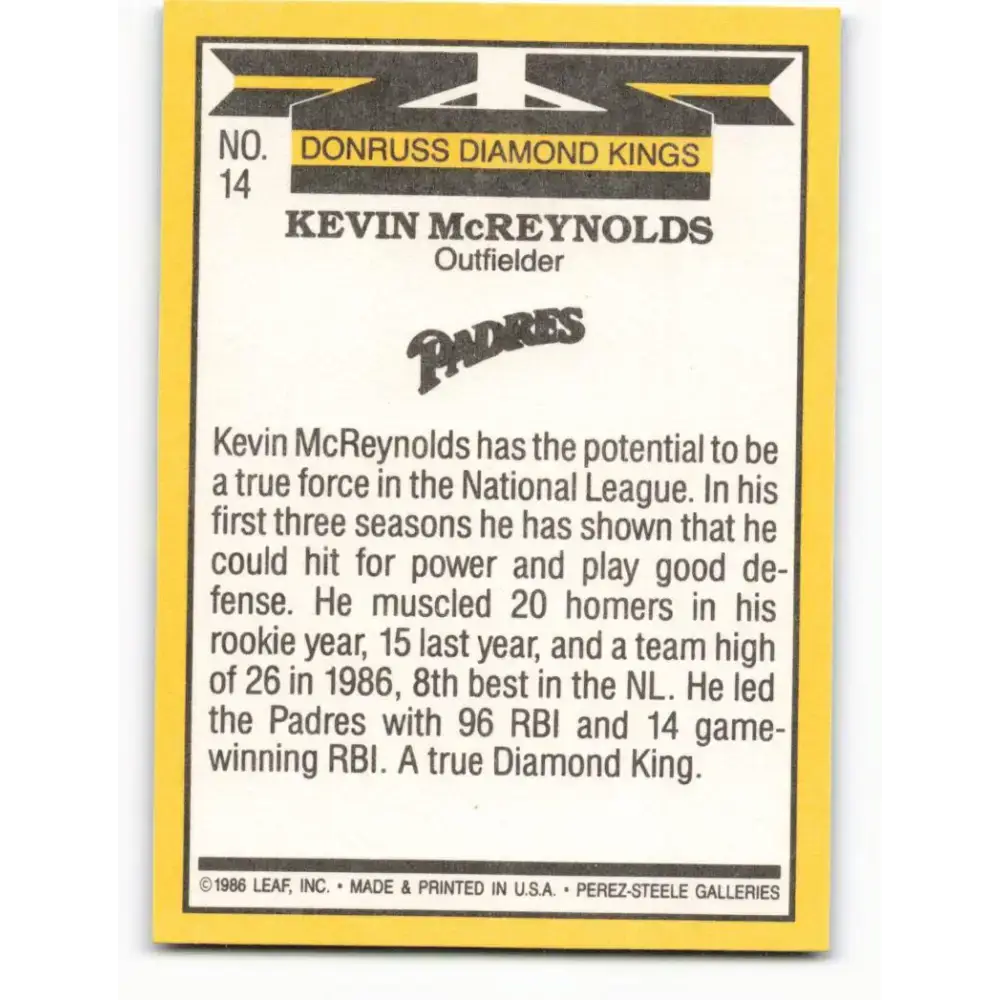 NO.
14
DONRUSS DIAMOND KINGS
KEVIN McREYNOLDS
Outfielder
PADRES
Kevin McReynolds has the potential to be
a true force in the National League. In his
first three seasons he has shown that he
could hit for power and play good de-
fense. He muscled 20 homers in his
rookie year, 15 last year, and a team high
of 26 in 1986, 8th best in the NL. He led
the Padres with 96 RBI and 14 game-
winning RBI. A true Diamond King.
©1986 LEAF, INC. • MADE & PRINTED IN U.S.A. • PEREZ-STEELE GALLERIES